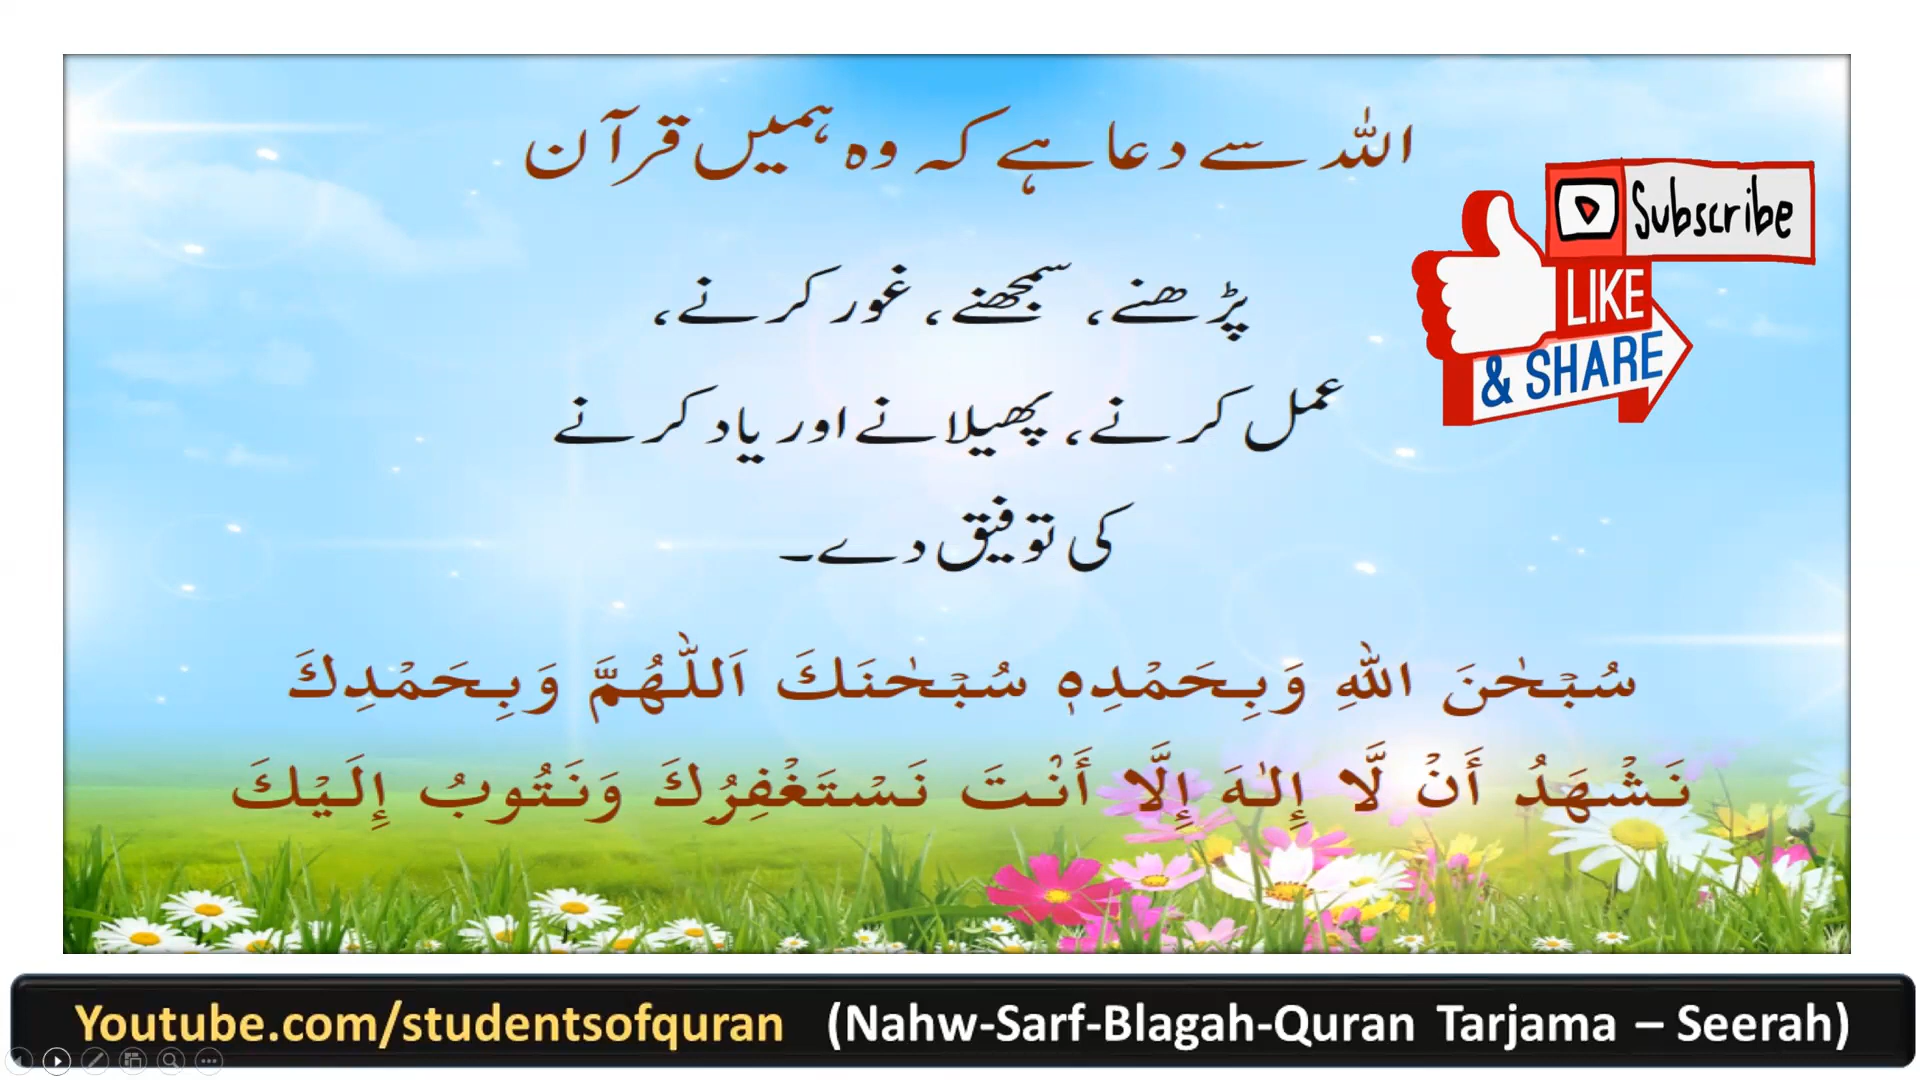 اللہ سے دعا ہے کہ وہ ہمیں قرآن
پڑھنے، سمجھنے، غور کرنے،
عمل کرنے، پھیلانے اور یاد کرنے
کی توفیق دے۔
Subscribe
LIKE
& SHARE
سُبْحٰنَ اللّٰهِ وَبِحَمْدِهٖ سُبْحٰنَكَ اَللّٰهُمَّ وَبِحَمْدِكَ
نَشْهَدُ أَنْ لَّا إِلٰهَ إِلَّا أَنْتَ نَسْتَغْفِرُكَ وَنَتُوبُ إِلَيْكَ
Youtube.com/studentsofquran (Nahw-Sarf-Blagah-Quran Tarjama – Seerah)